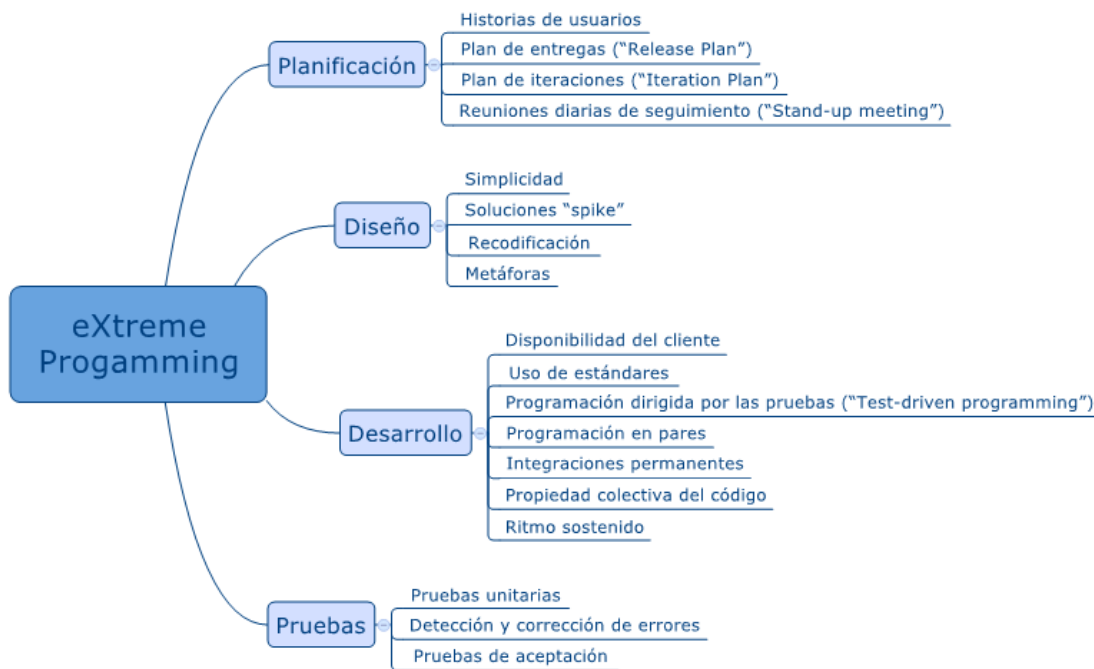 Historias de usuarios
Plan de entregas (“Release Plan”)
Planificación
Plan de iteraciones (“Iteration Plan”)
Reuniones diarias de seguimiento (“Stand-up meeting”)
Simplicidad
Soluciones “spike”
Diseño
Recodificación
Metáforas
eXtreme
Progamming
Disponibilidad del cliente
Uso de estándares
Programación dirigida por las pruebas (“Test-driven programming”)
Desarrollo
Programación en pares
Integraciones permanentes
Propiedad colectiva del código
Ritmo sostenido
Pruebas unitarias
Pruebas
Detección y corrección de errores
Pruebas de aceptación